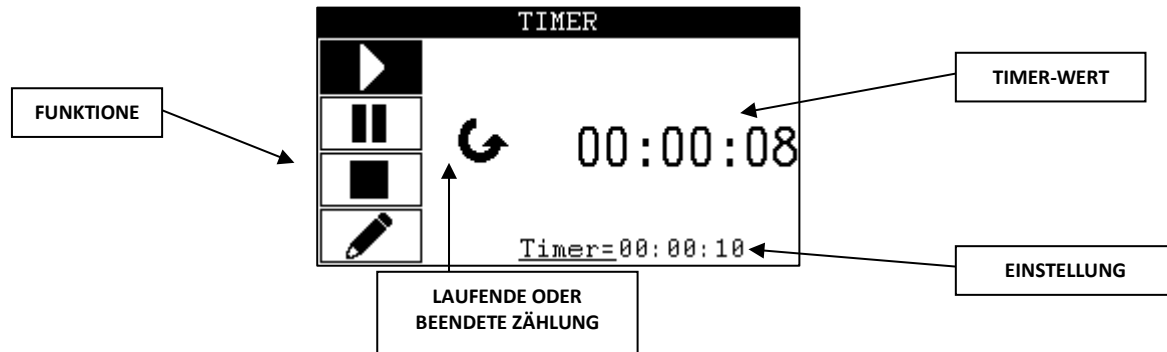 TIMER
TIMER-WERT
FUNKTIONE
00:00:08
Timer=00:00:10
EINSTELLUNG
LAUFENDE ODER
BEENDETE ZÄHLUNG